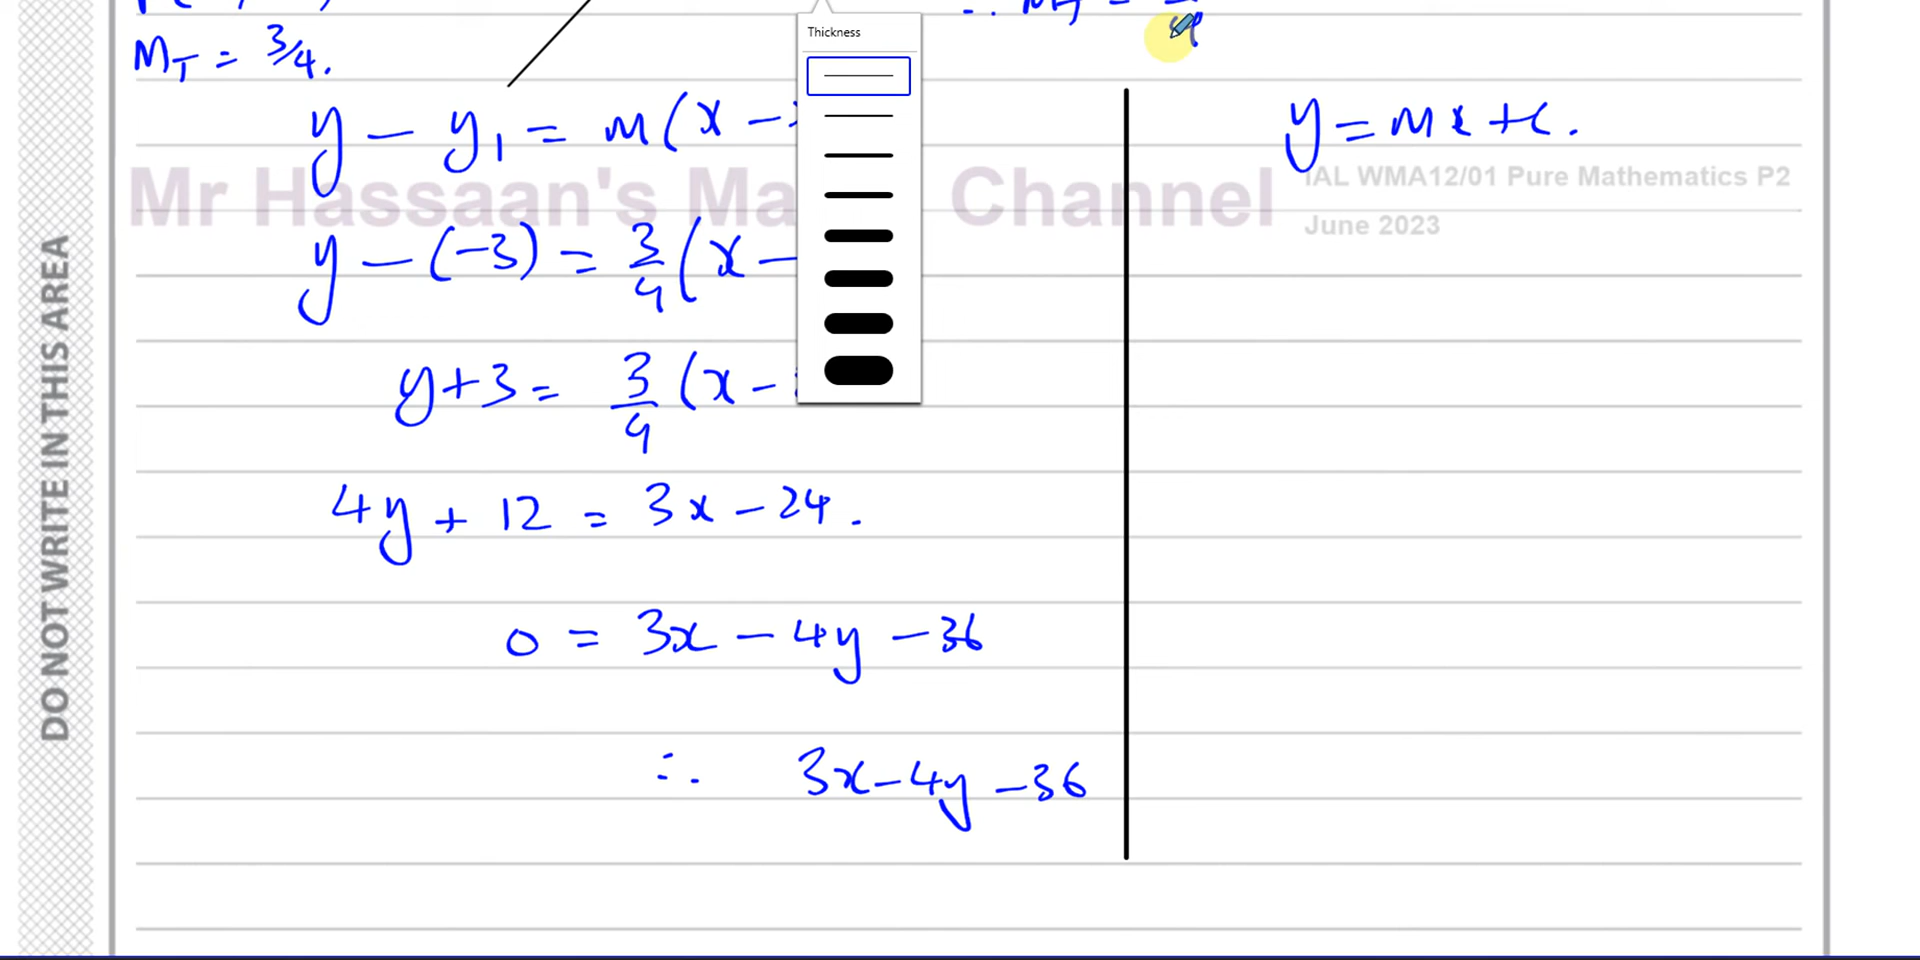 M_T = 3/4.
Thickness
y - y₁ = m(x -
y = mx + c.
Mr Hassaan's Ma Channel
IAL WMA12/01 Pure Mathematics P2
June 2023
y - (-3) = 3/4 (x -
y + 3 = 3/4 (x -
4y + 12 = 3x - 24.
0 = 3x - 4y - 36
∴ 3x - 4y - 36
DO NOT WRITE IN THIS AREA